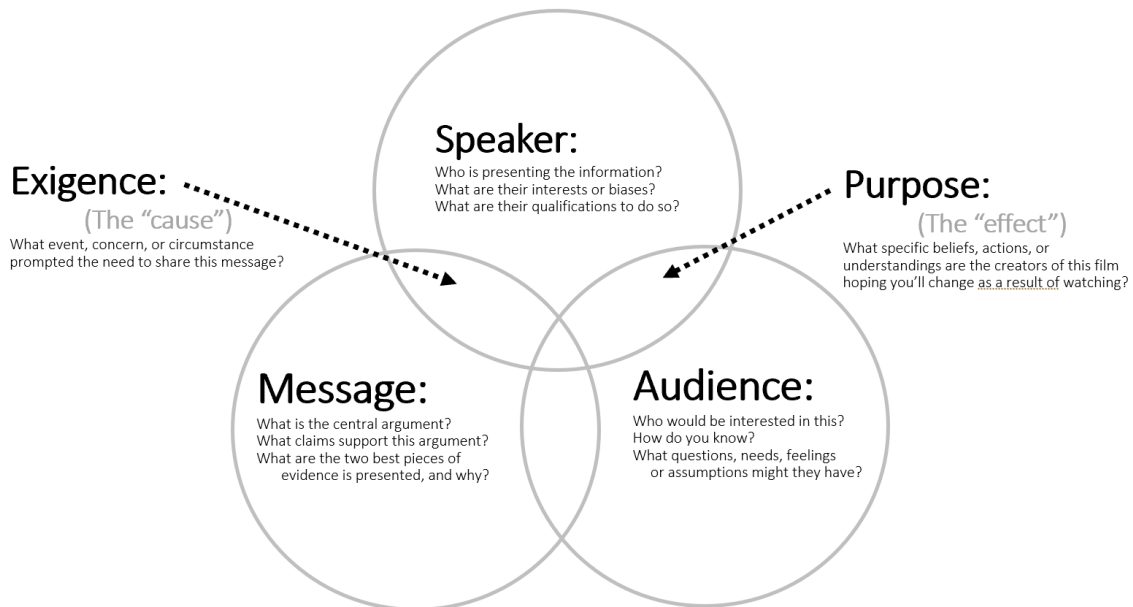 Speaker:
Who is presenting the information?
What are their interests or biases?
What are their qualifications to do so?
Exigence:
(The “cause”)
What event, concern, or circumstance
prompted the need to share this message?
Purpose:
(The “effect”)
What specific beliefs, actions, or
understandings are the creators of this film
hoping you’ll change as a result of watching?
Message:
What is the central argument?
What claims support this argument?
What are the two best pieces of
evidence is presented, and why?
Audience:
Who would be interested in this?
How do you know?
What questions, needs, feelings
or assumptions might they have?